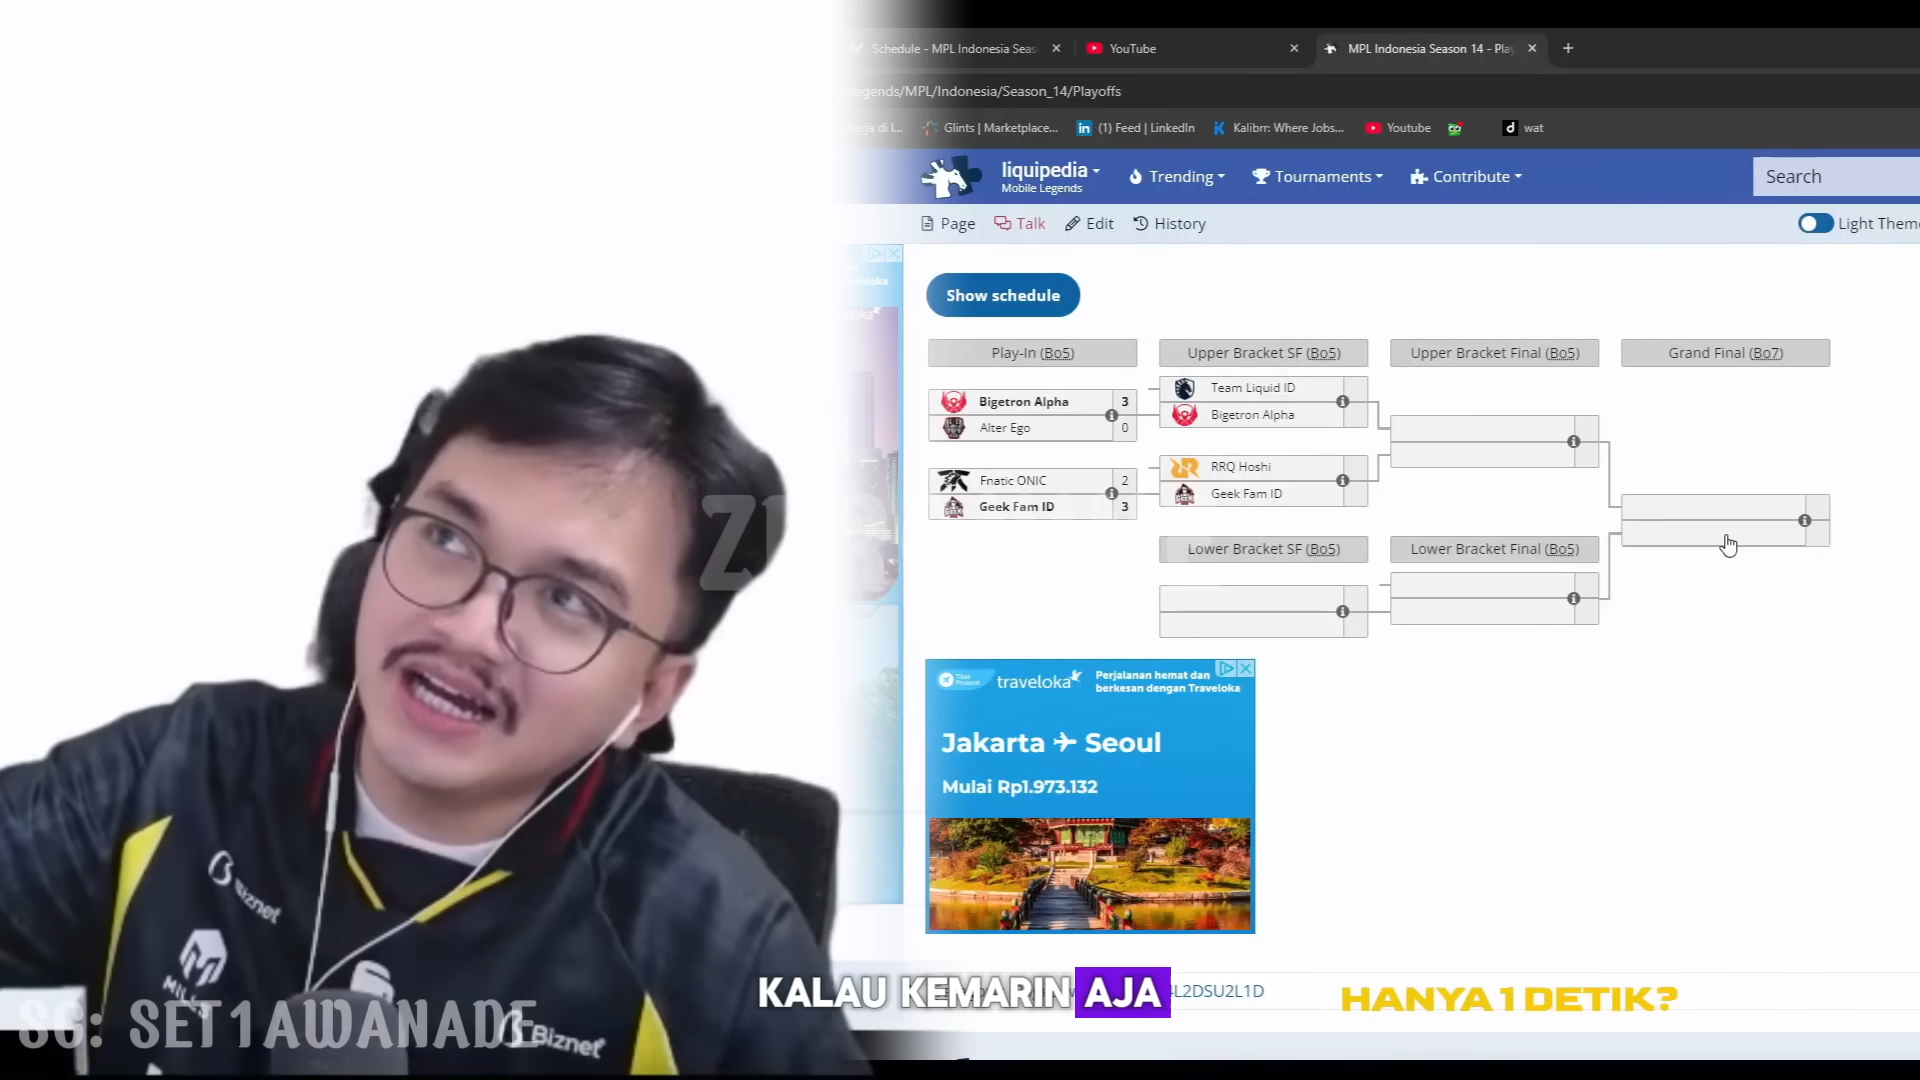 Schedule - MPL Indonesia Seas
YouTube
MPL Indonesia Season 14 - Pla
egends/MPL/Indonesia/Season_14/Playoffs
Glints | Marketplace...
(1) Feed | LinkedIn
Kalibrr: Where Jobs...
Youtube
wat
liquipedia
Mobile Legends
Trending
Tournaments
Contribute
Search
Page
Talk
Edit
History
Light Theme
Show schedule
Play-In (Bo5)
Upper Bracket SF (Bo5)
Upper Bracket Final (Bo5)
Grand Final (Bo7)
Bigetron Alpha 3
Alter Ego 0
Team Liquid ID
Bigetron Alpha
Fnatic ONIC 2
Geek Fam ID 3
RRQ Hoshi
Geek Fam ID
Lower Bracket SF (Bo5)
Lower Bracket Final (Bo5)
traveloka
Perjalanan hemat dan
berkesan dengan Traveloka
Jakarta ✈ Seoul
Mulai Rp1.973.132
Biznet
Biznet
SG: SET1AWANADE
KALAU KEMARIN AJA
L2DSU2L1D
HANYA 1 DETIK?